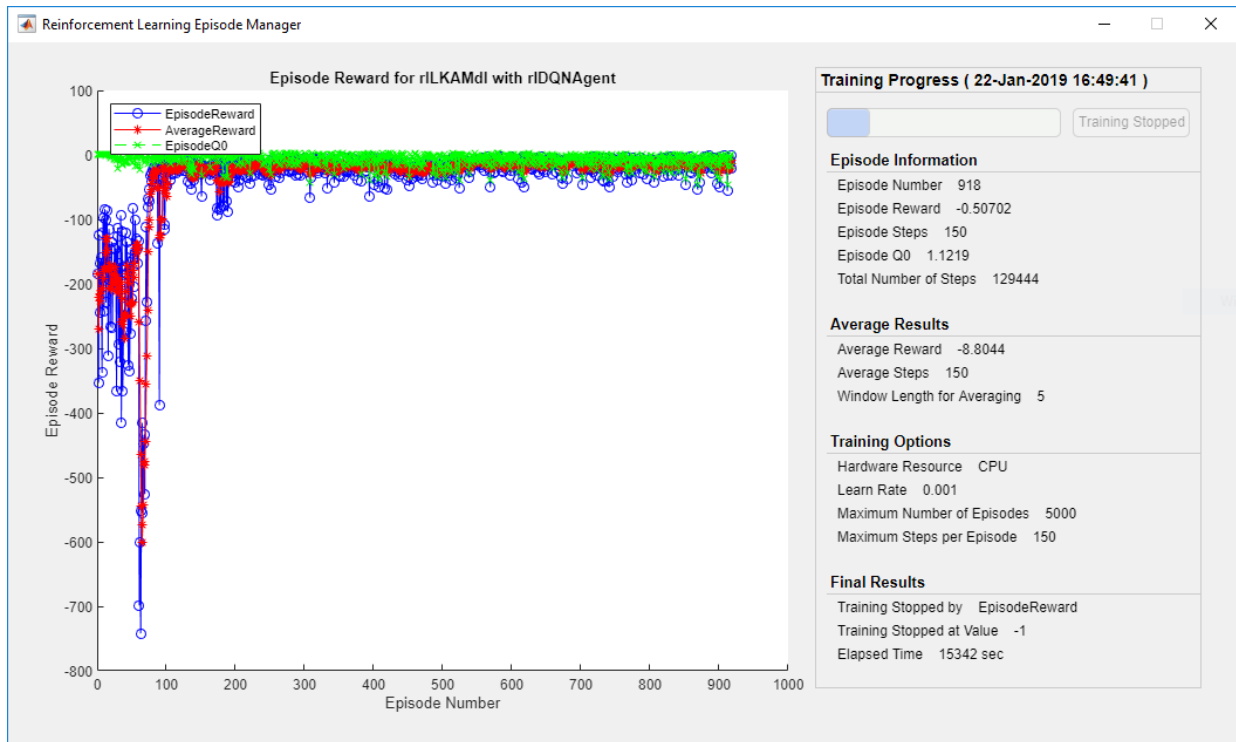 Reinforcement Learning Episode Manager
Episode Reward for rlLKAMdl with rlDQNAgent
EpisodeReward
AverageReward
EpisodeQ0
100
0
-100
-200
-300
-400
-500
-600
-700
-800
Episode Reward
0 100 200 300 400 500 600 700 800 900 1000
Episode Number
Training Progress ( 22-Jan-2019 16:49:41 )
Training Stopped
Episode Information
Episode Number 918
Episode Reward -0.50702
Episode Steps 150
Episode Q0 1.1219
Total Number of Steps 129444
Average Results
Average Reward -8.8044
Average Steps 150
Window Length for Averaging 5
Training Options
Hardware Resource CPU
Learn Rate 0.001
Maximum Number of Episodes 5000
Maximum Steps per Episode 150
Final Results
Training Stopped by EpisodeReward
Training Stopped at Value -1
Elapsed Time 15342 sec